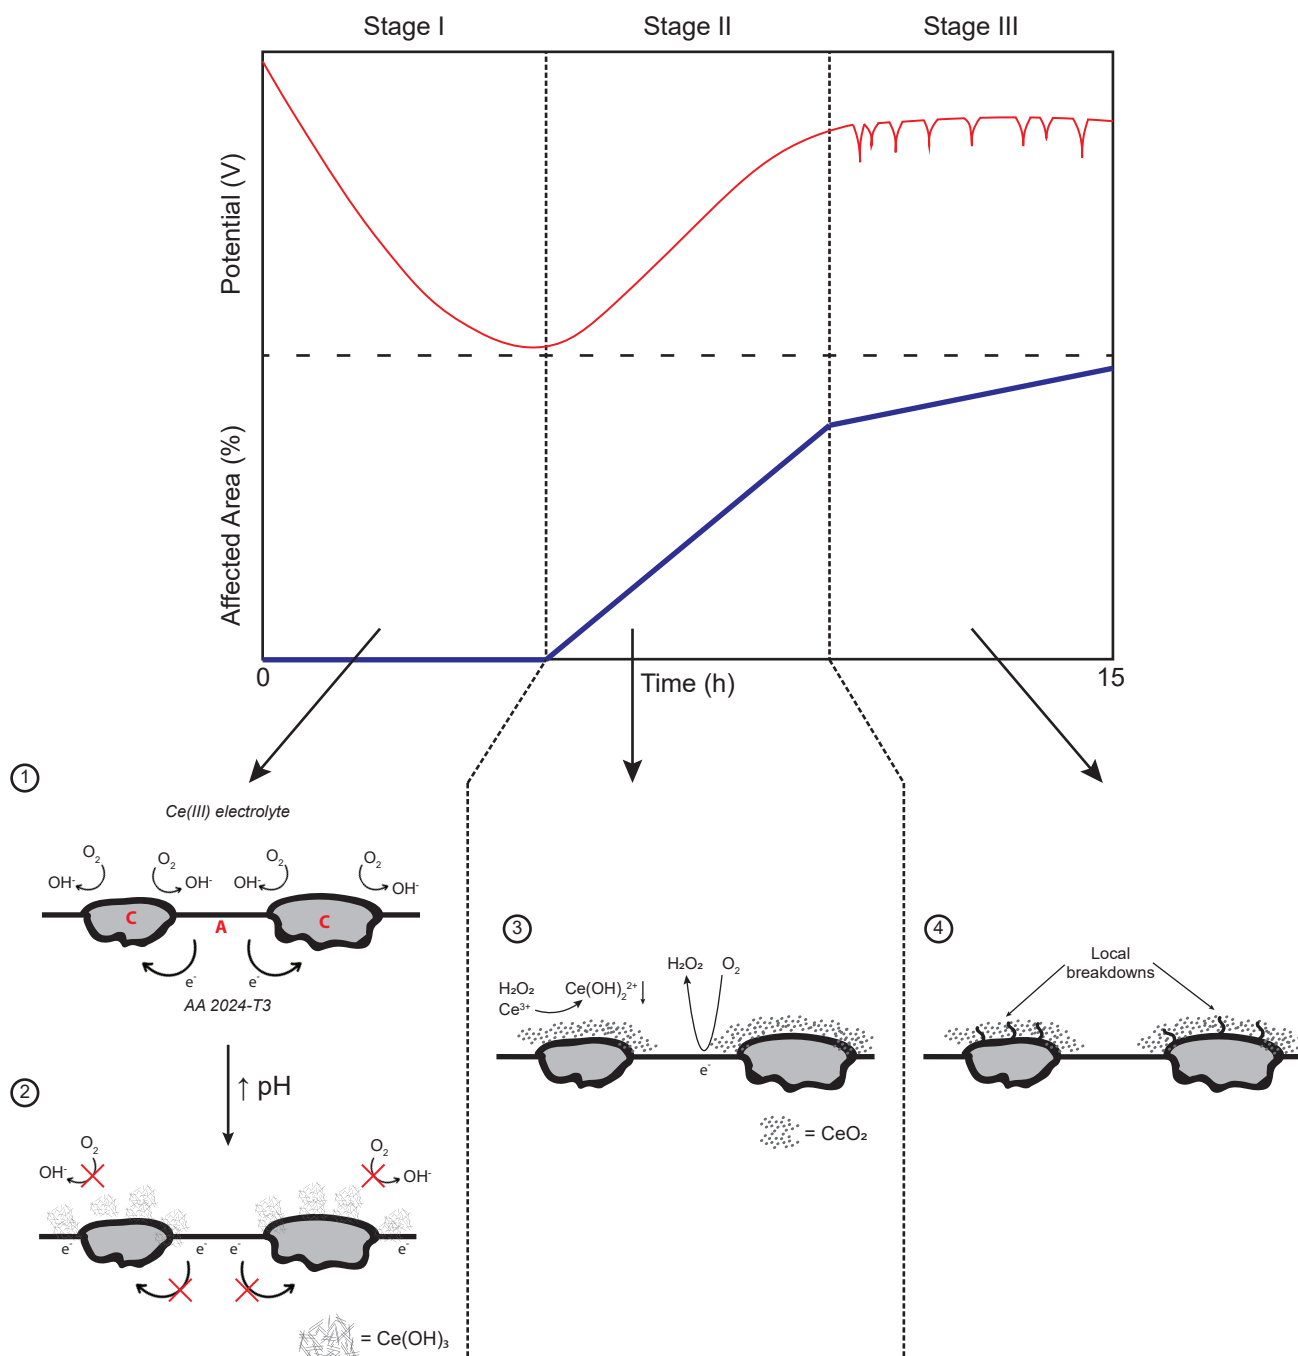 Stage I
Stage II
Stage III
Potential (V)
Affected Area (%)
0
Time (h)
15
1
Ce(III) electrolyte
O₂
O₂
O₂
O₂
OH⁻
OH⁻
OH⁻
OH⁻
C
A
C
e⁻
e⁻
AA 2024-T3
↑ pH
2
O₂
O₂
OH⁻
OH⁻
e⁻
e⁻
e⁻
e⁻
= Ce(OH)₃
3
H₂O₂
O₂
H₂O₂
Ce(OH)₂²⁺↓
Ce³⁺
e⁻
= CeO₂
4
Local
breakdowns